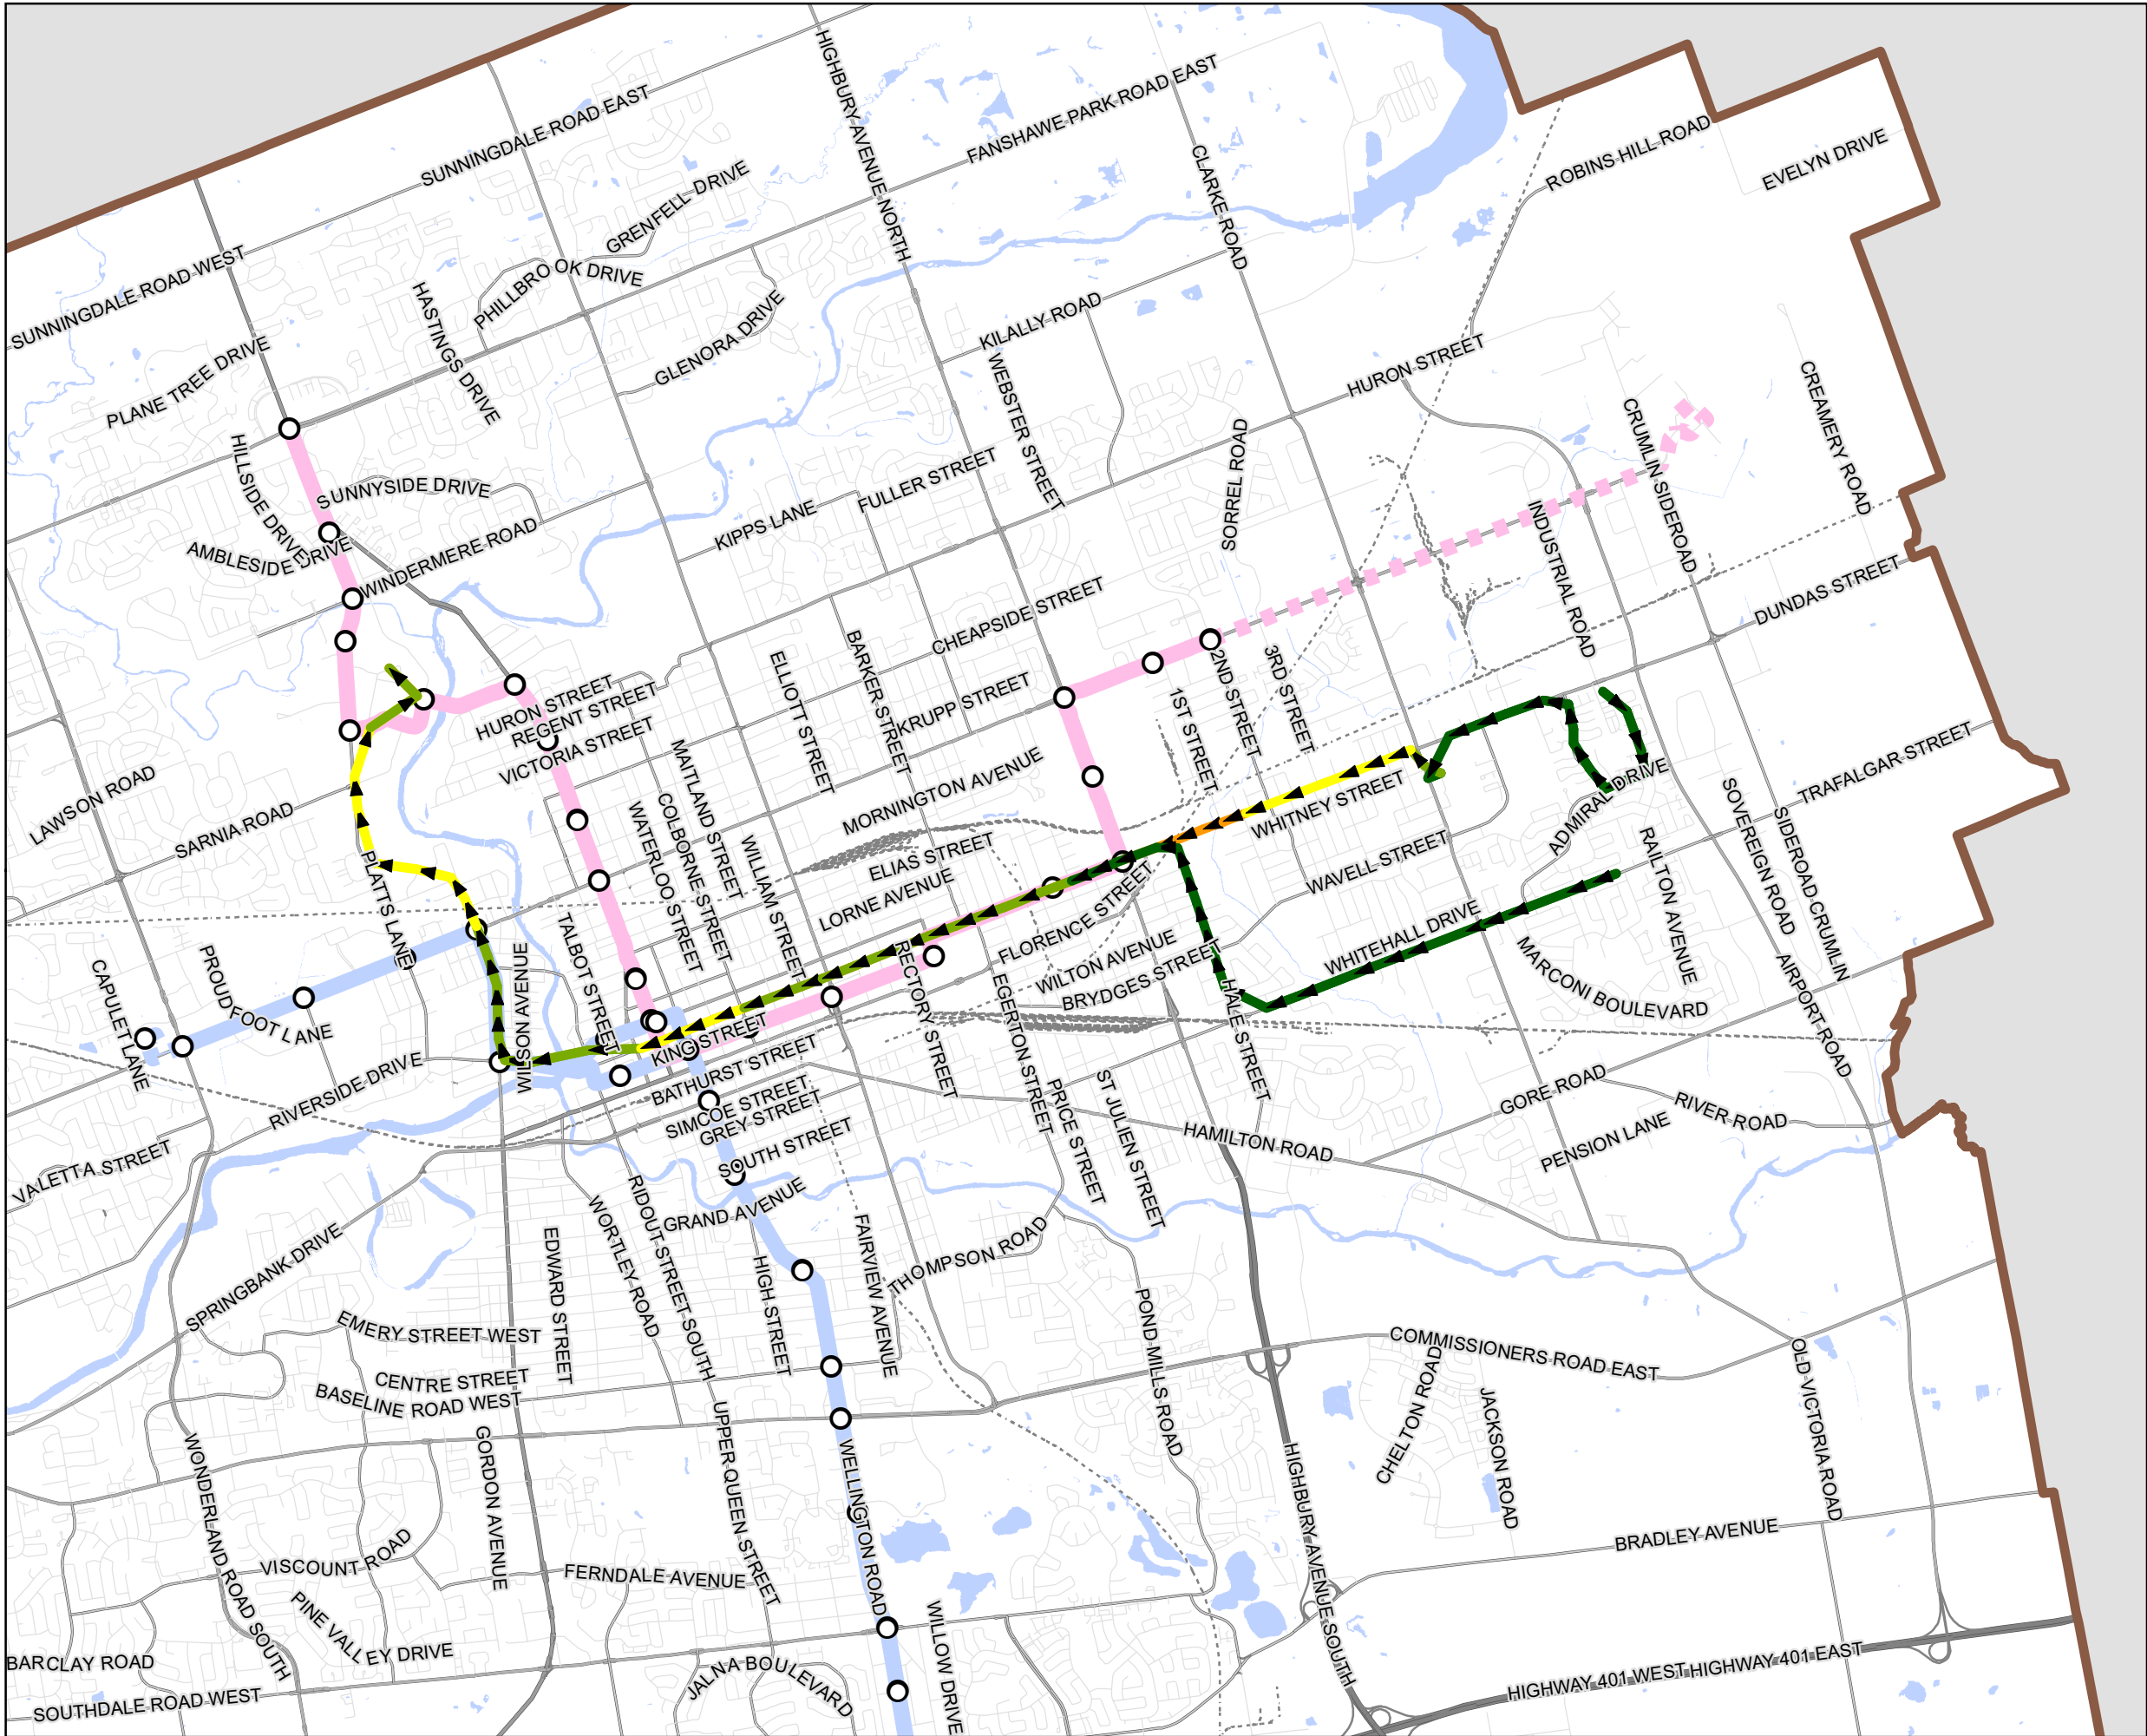 HIGHBURY AVENUE NORTH
FANSHAWE PARK ROAD EAST
SUNNINGDALE ROAD EAST
CLARKE ROAD
ROBINS HILL ROAD
EVELYN DRIVE
GRENFELL DRIVE
PHILLBROOK DRIVE
SUNNINGDALE ROAD WEST
HASTINGS DRIVE
GLENORA DRIVE
KILALLY ROAD
PLANE TREE DRIVE
WEBSTER STREET
HURON STREET
CREAMERY ROAD
CRUMLIN SIDEROAD
HILLSIDE DRIVE
SUNNYSIDE DRIVE
FULLER STREET
SORREL ROAD
KIPPS LANE
AMBLESIDE DRIVE
WINDERMERE ROAD
INDUSTRIAL ROAD
DUNDAS STREET
CHEAPSIDE STREET
BARKER STREET
ELLIOTT STREET
2ND STREET
3RD STREET
1ST STREET
KRUPP STREET
HURON STREET
REGENT STREET
VICTORIA STREET
MAITLAND STREET
MORNINGTON AVENUE
WHITNEY STREET
TRAFALGAR STREET
ADMIRAL DRIVE
SOVEREIGN ROAD
SIDEROAD CRUMLIN
LAWSON ROAD
SARNIA ROAD
PLATTS LANE
COLBORNE STREET
WATERLOO STREET
WILLIAM STREET
ELIAS STREET
LORNE AVENUE
WAVELL STREET
RAILTON AVENUE
FLORENCE STREET
WHITEHALL DRIVE
MARCONI BOULEVARD
AIRPORT ROAD
TALBOT STREET
WILSON AVENUE
RECTORY STREET
WILTON AVENUE
BRYDGES STREET
EGERTON STREET
HALE STREET
CAPULET LANE
PROUDFOOT LANE
KING STREET
BATHURST STREET
SIMCOE STREET
GREY STREET
RIVERSIDE DRIVE
PRICE STREET
ST JULIEN STREET
GORE ROAD
RIVER ROAD
PENSION LANE
HAMILTON ROAD
VALETTA STREET
SOUTH STREET
GRAND AVENUE
RIDOUT STREET SOUTH
WORTLEY ROAD
EDWARD STREET
HIGH STREET
FAIRVIEW AVENUE
THOMPSON ROAD
SPRINGBANK DRIVE
POND MILLS ROAD
EMERY STREET WEST
COMMISSIONERS ROAD EAST
CENTRE STREET
BASELINE ROAD WEST
CHELTON ROAD
JACKSON ROAD
OLD VICTORIA ROAD
UPPER QUEEN STREET
GORDON AVENUE
WONDERLAND ROAD SOUTH
WELLINGTON ROAD
HIGHBURY AVENUE SOUTH
BRADLEY AVENUE
VISCOUNT ROAD
FERNDALE AVENUE
PINE VALLEY DRIVE
WILLOW DRIVE
BARCLAY ROAD
JALNA BOULEVARD
HIGHWAY 401 WEST
HIGHWAY 401 EAST
SOUTHDALE ROAD WEST